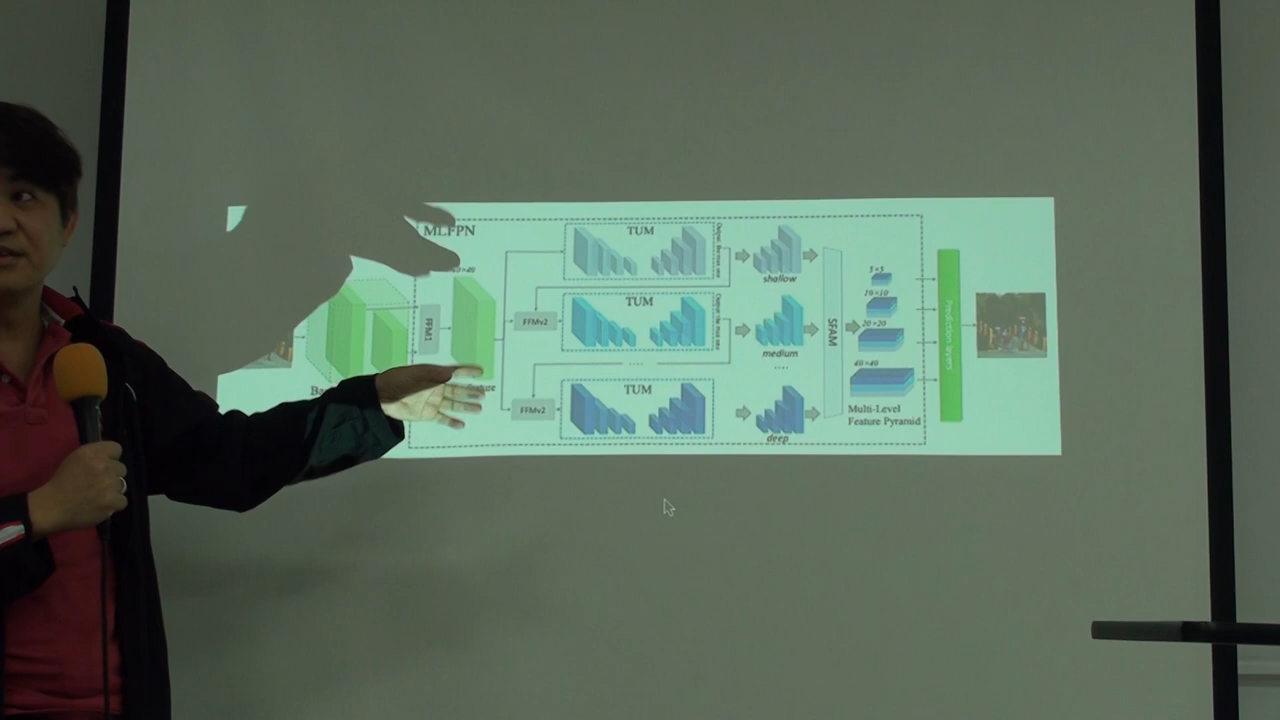 MLFPN
TUM
shallow
5×5
10×10
FFM1
FFMv2
TUM
SFAM
20×20
Prediction layers
medium
....
....
40×40
TUM
FFMv2
deep
Multi-Level
Feature Pyramid